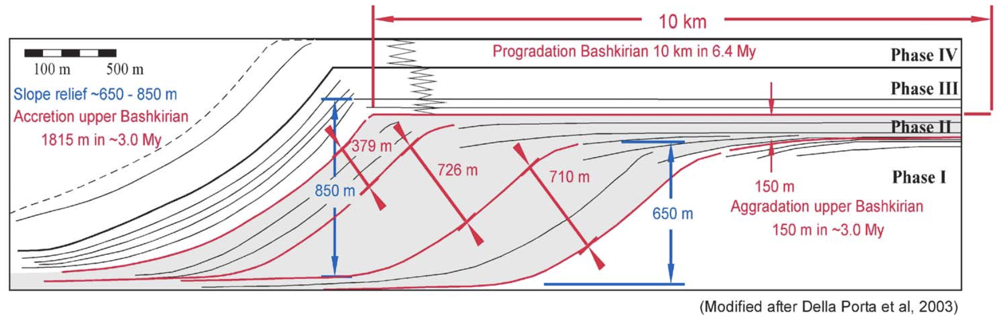 10 km
Progradation Bashkirian 10 km in 6.4 My
Phase IV
100 m 500 m
Slope relief ~650 - 850 m
Phase III
Accretion upper Bashkirian
1815 m in ~3.0 My
Phase II
379 m
726 m
710 m
Phase I
850 m
150 m
650 m
Aggradation upper Bashkirian
150 m in ~3.0 My
(Modified after Della Porta et al, 2003)